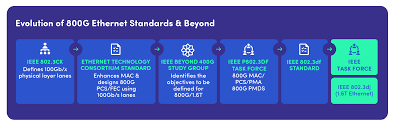 Evolution of 800G Ethernet Standards & Beyond
IEEE 802.3CK
Defines 100Gb/s
physical layer lanes
ETHERNET TECHNOLOGY
CONSORTIUM STANDARD
Enhances MAC &
designs 800G
PCS/FEC using
100Gb/s lanes
IEEE BEYOND 400G
STUDY GROUP
Identifies the
objectives to be
defined for
800G/1.6T
IEEE P802.3DF
TASK FORCE
800G MAC/
PCS/PMA
800G PMDS
IEEE 802.3df
STANDARD
IEEE
TASK FORCE
IEEE 802.3dj
(1.6T Ethernet)